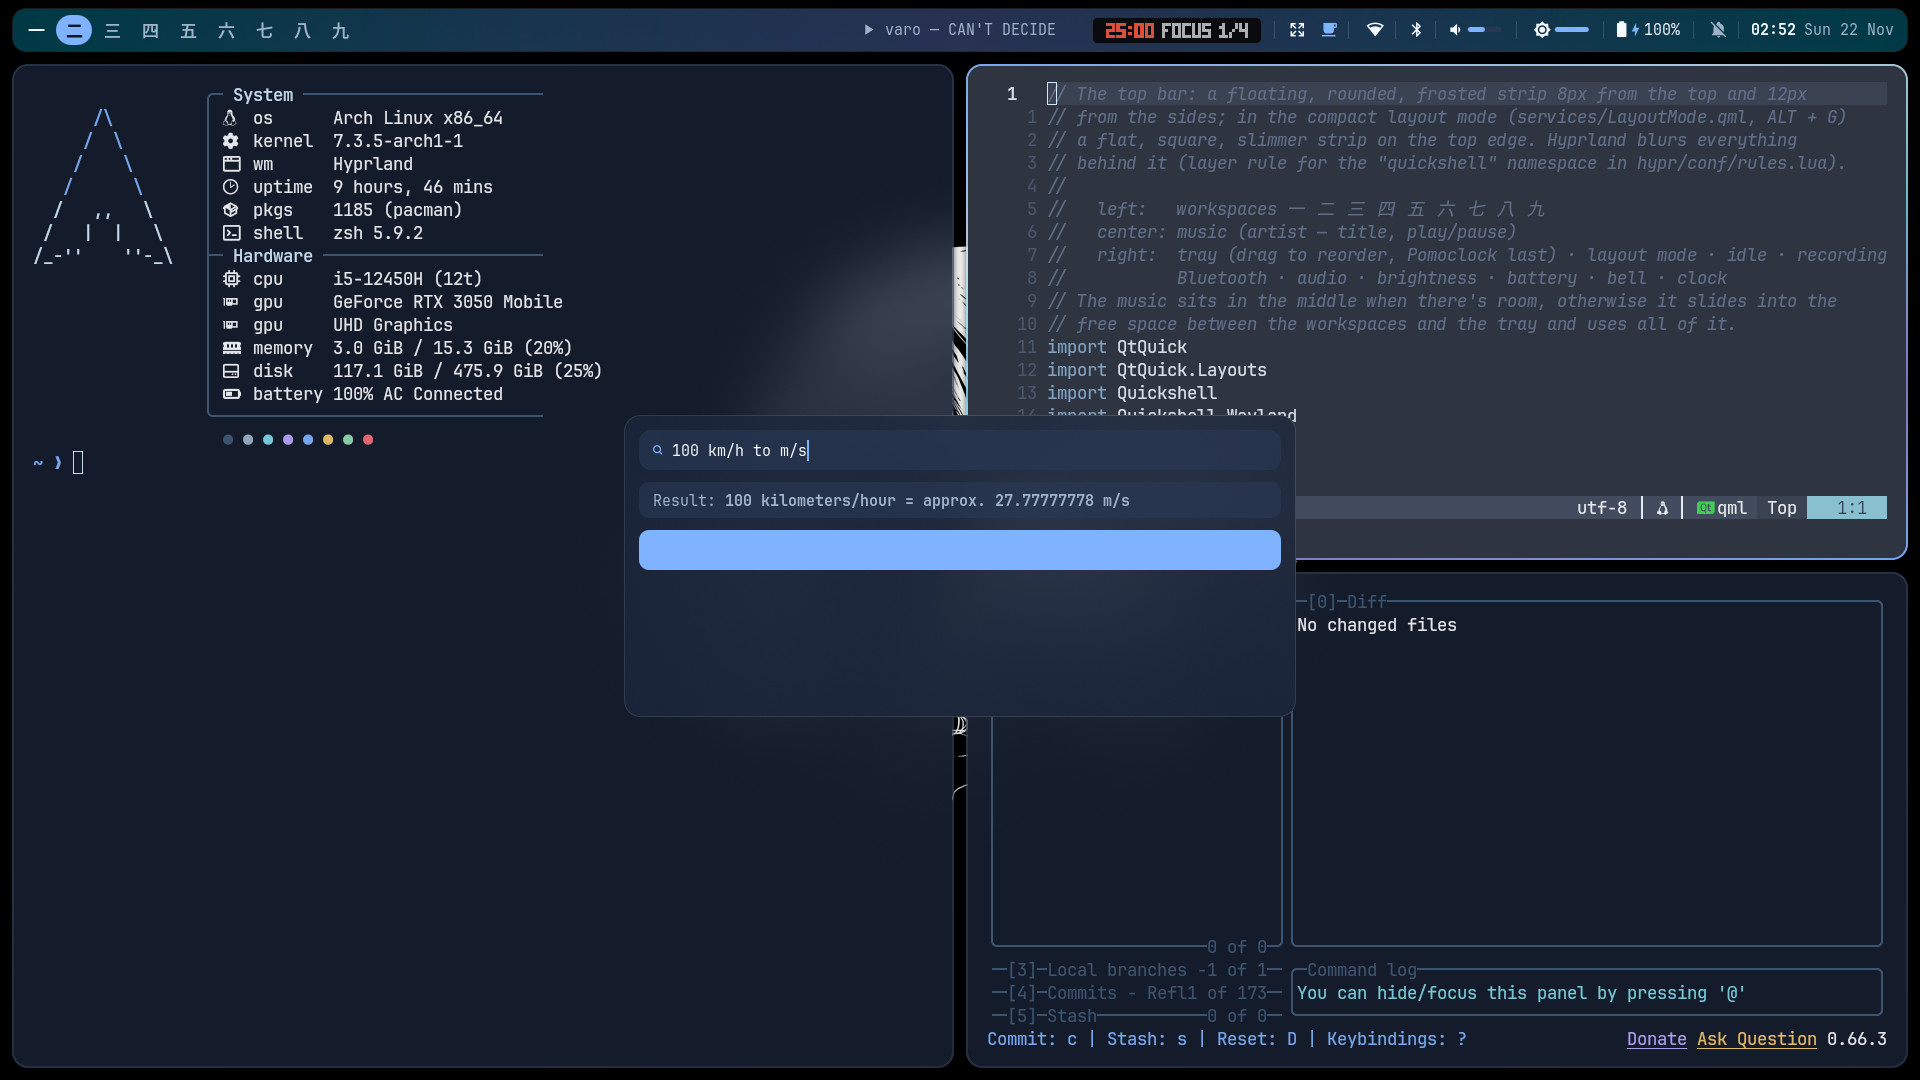 一 二 三 四 五 六 七 八 九
varo — CAN'T DECIDE
25:00 FOCUS 1/4
100%
02:52 Sun 22 Nov
System
os Arch Linux x86_64
kernel 7.3.5-arch1-1
wm Hyprland
uptime 9 hours, 46 mins
pkgs 1185 (pacman)
shell zsh 5.9.2
Hardware
cpu i5-12450H (12t)
gpu GeForce RTX 3050 Mobile
gpu UHD Graphics
memory 3.0 GiB / 15.3 GiB (20%)
disk 117.1 GiB / 475.9 GiB (25%)
battery 100% AC Connected
~ ❯
1 // The top bar: a floating, rounded, frosted strip 8px from the top and 12px
1 // from the sides; in the compact layout mode (services/LayoutMode.qml, ALT + G)
2 // a flat, square, slimmer strip on the top edge. Hyprland blurs everything
3 // behind it (layer rule for the "quickshell" namespace in hypr/conf/rules.lua).
4 //
5 // left: workspaces 一 二 三 四 五 六 七 八 九
6 // center: music (artist — title, play/pause)
7 // right: tray (drag to reorder, Pomoclock last) · layout mode · idle · recording
8 // Bluetooth · audio · brightness · battery · bell · clock
9 // The music sits in the middle when there's room, otherwise it slides into the
10 // free space between the workspaces and the tray and uses all of it.
11 import QtQuick
12 import QtQuick.Layouts
13 import Quickshell
14 import Quickshell.Wayland
utf-8 qml Top 1:1
100 km/h to m/s
Result: 100 kilometers/hour = approx. 27.77777778 m/s
[0]─Diff
No changed files
0 of 0
[3]─Local branches -1 of 1
[4]─Commits - Refl1 of 173
[5]─Stash 0 of 0
Command log
You can hide/focus this panel by pressing '@'
Commit: c | Stash: s | Reset: D | Keybindings: ?
Donate Ask Question 0.66.3